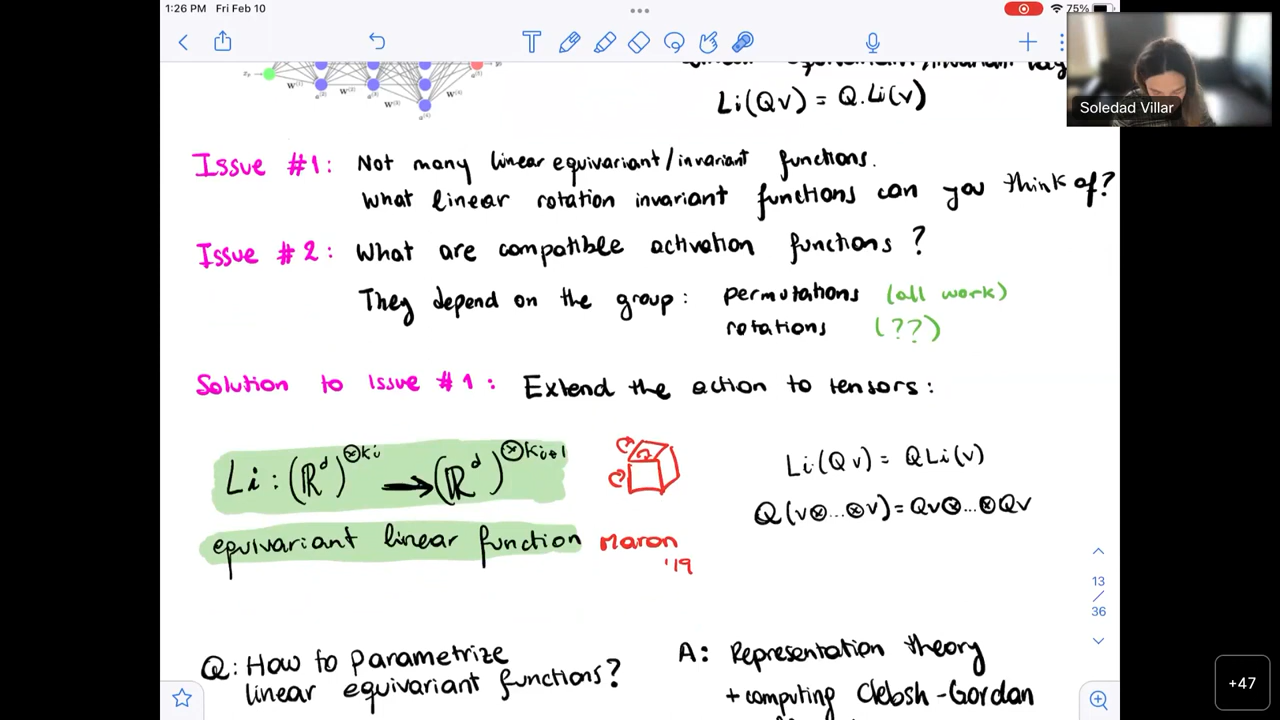 1:26 PM Fri Feb 10
75%
Soledad Villar
Li(Qv) = Q.Li(v)
Issue #1: Not many linear equivariant/invariant functions.
What linear rotation invariant functions can you think of?
Issue #2: What are compatible activation functions?
They depend on the group: permutations (all work)
rotations (??)
Solution to Issue #1: Extend the action to tensors:
Li: (ℝᵈ)^⊗ki → (ℝᵈ)^⊗ki+1
equivariant linear function Maron '19
Li(Qv) = QLi(v)
Q(v⊗...⊗v) = Qv⊗...⊗Qv
13
/
36
Q: How to parametrize
linear equivariant functions?
A: Representation theory
+ computing Clebsh-Gordan
+47